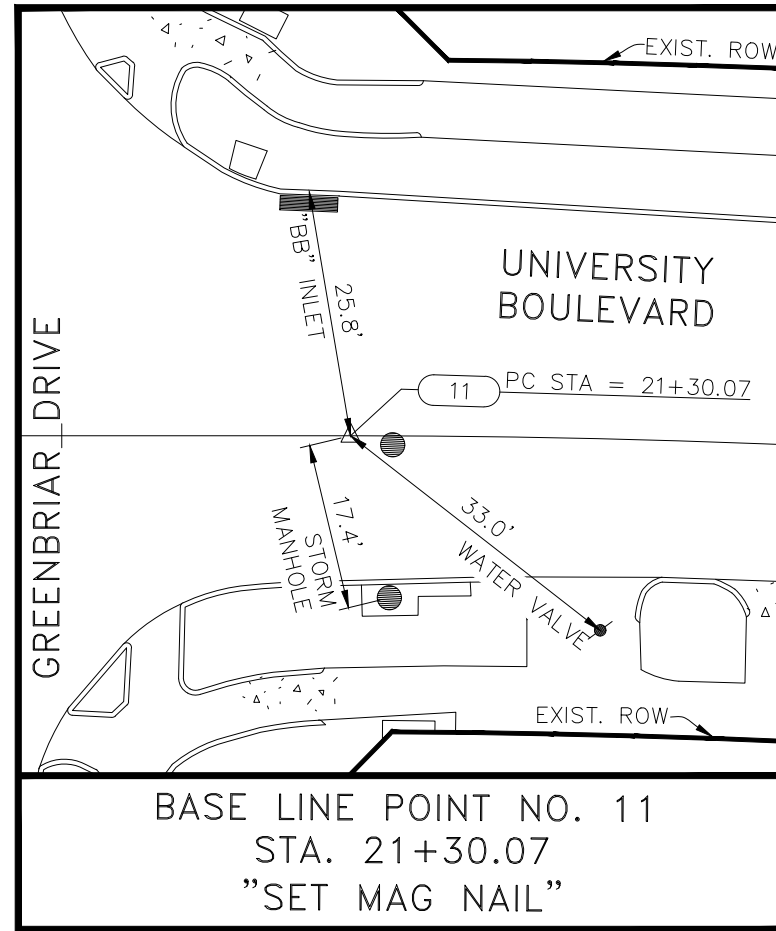 EXIST. ROW
UNIVERSITY
BOULEVARD
"BB" INLET
25.8'
11
PC STA = 21+30.07
GREENBRIAR DRIVE
17.4'
STORM
MANHOLE
33.0'
WATER VALVE
EXIST. ROW
BASE LINE POINT NO. 11
STA. 21+30.07
"SET MAG NAIL"